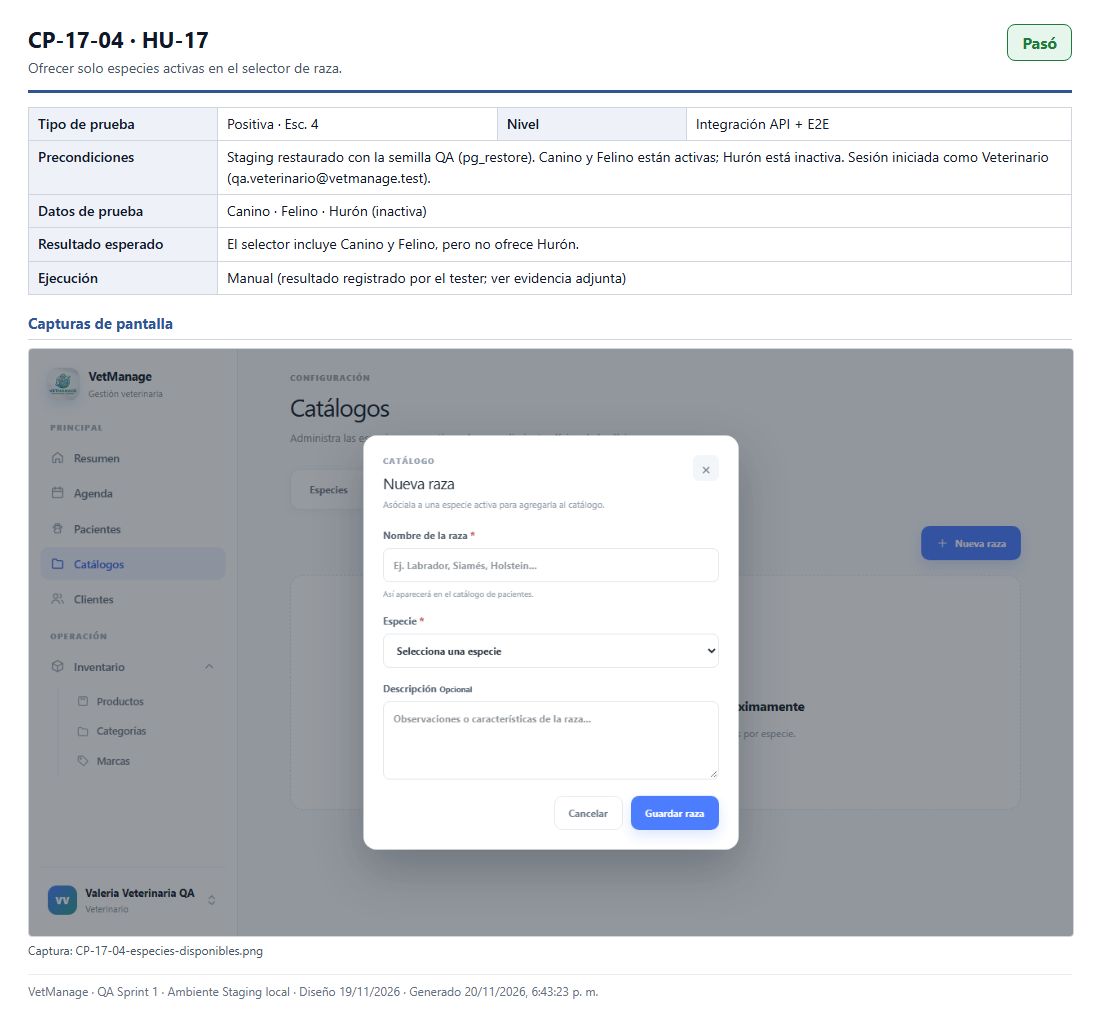 CP-17-04 · HU-17
Pasó
Ofrecer solo especies activas en el selector de raza.
Tipo de prueba
Positiva · Esc. 4
Nivel
Integración API + E2E
Precondiciones
Staging restaurado con la semilla QA (pg_restore). Canino y Felino están activas; Hurón está inactiva. Sesión iniciada como Veterinario
(qa.veterinario@vetmanage.test).
Datos de prueba
Canino · Felino · Hurón (inactiva)
Resultado esperado
El selector incluye Canino y Felino, pero no ofrece Hurón.
Ejecución
Manual (resultado registrado por el tester; ver evidencia adjunta)
Capturas de pantalla
VetManage
Gestión veterinaria
PRINCIPAL
Resumen
Agenda
Pacientes
Catálogos
Clientes
OPERACIÓN
Inventario
Productos
Categorías
Marcas
VV
Valeria Veterinaria QA
Veterinario
CONFIGURACIÓN
Catálogos
Administra las
Especies
+ Nueva raza
ximamente
por especie.
CATÁLOGO
Nueva raza
×
Asóciala a una especie activa para agregarla al catálogo.
Nombre de la raza *
Ej. Labrador, Siamés, Holstein...
Así aparecerá en el catálogo de pacientes.
Especie *
Selecciona una especie
Descripción Opcional
Observaciones o características de la raza...
Cancelar
Guardar raza
Captura: CP-17-04-especies-disponibles.png
VetManage · QA Sprint 1 · Ambiente Staging local · Diseño 19/11/2026 · Generado 20/11/2026, 6:43:23 p. m.